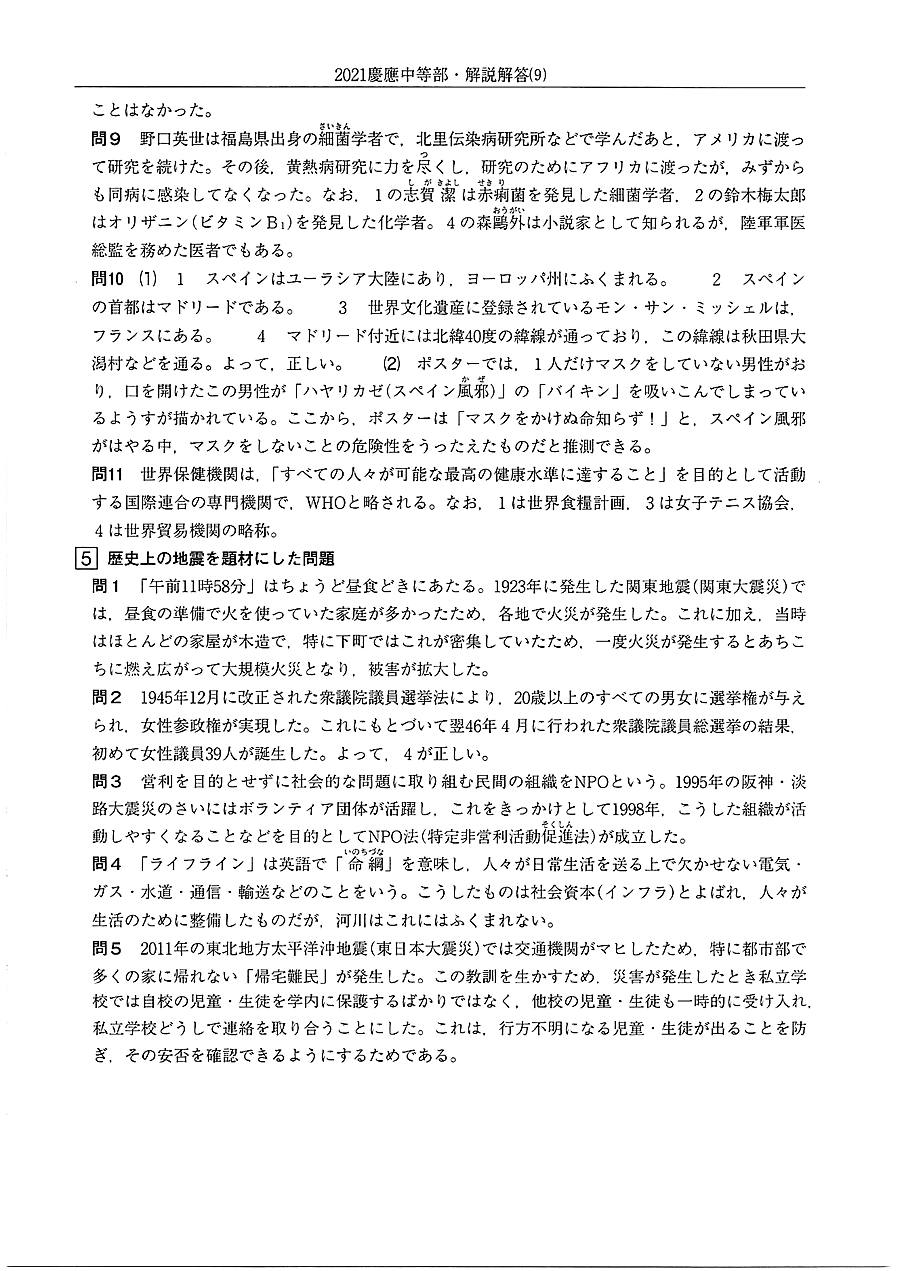 2021慶應中等部・解説解答(9)
ことはなかった。
問9 野口英世は福島県出身の細菌学者で，北里伝染病研究所などで学んだあと，アメリカに渡っ
て研究を続けた。その後，黄熱病研究に力を尽くし，研究のためにアフリカに渡ったが，みずから
も同病に感染してなくなった。なお，1の志賀潔は赤痢菌を発見した細菌学者，2の鈴木梅太郎
はオリザニン(ビタミンB₁)を発見した化学者。4の森鷗外は小説家として知られるが，陸軍軍医
総監を務めた医者でもある。
問10 (1) 1 スペインはユーラシア大陸にあり，ヨーロッパ州にふくまれる。 2 スペイン
の首都はマドリードである。 3 世界文化遺産に登録されているモン・サン・ミッシェルは，
フランスにある。 4 マドリード付近には北緯40度の緯線が通っており，この緯線は秋田県大
潟村などを通る。よって，正しい。 (2) ポスターでは，1人だけマスクをしていない男性がお
り，口を開けたこの男性が「ハヤリカゼ(スペイン風邪)」の「バイキン」を吸いこんでしまってい
るようすが描かれている。ここから，ポスターは「マスクをかけぬ命知らず！」と，スペイン風邪
がはやる中，マスクをしないことの危険性をうったえたものだと推測できる。
問11 世界保健機関は，「すべての人々が可能な最高の健康水準に達すること」を目的として活動
する国際連合の専門機関で，WHOと略される。なお，1は世界食糧計画，3は女子テニス協会，
4は世界貿易機関の略称。
5 歴史上の地震を題材にした問題
問1 「午前11時58分」はちょうど昼食どきにあたる。1923年に発生した関東地震(関東大震災)で
は，昼食の準備で火を使っていた家庭が多かったため，各地で火災が発生した。これに加え，当時
はほとんどの家屋が木造で，特に下町ではこれが密集していたため，一度火災が発生するとあちこ
ちに燃え広がって大規模火災となり，被害が拡大した。
問2 1945年12月に改正された衆議院議員選挙法により，20歳以上のすべての男女に選挙権が与え
られ，女性参政権が実現した。これにもとづいて翌46年4月に行われた衆議院議員総選挙の結果，
初めて女性議員39人が誕生した。よって，4が正しい。
問3 営利を目的とせずに社会的な問題に取り組む民間の組織をNPOという。1995年の阪神・淡
路大震災のさいにはボランティア団体が活躍し，これをきっかけとして1998年，こうした組織が活
動しやすくなることなどを目的としてNPO法(特定非営利活動促進法)が成立した。
問4 「ライフライン」は英語で「命綱」を意味し，人々が日常生活を送る上で欠かせない電気・
ガス・水道・通信・輸送などのことをいう。こうしたものは社会資本(インフラ)とよばれ，人々が
生活のために整備したものだが，河川はこれにはふくまれない。
問5 2011年の東北地方太平洋沖地震(東日本大震災)では交通機関がマヒしたため，特に都市部で
多くの家に帰れない「帰宅難民」が発生した。この教訓を生かすため，災害が発生したとき私立学
校では自校の児童・生徒を学内に保護するばかりではなく，他校の児童・生徒も一時的に受け入れ，
私立学校どうしで連絡を取り合うことにした。これは，行方不明になる児童・生徒が出ることを防
ぎ，その安否を確認できるようにするためである。